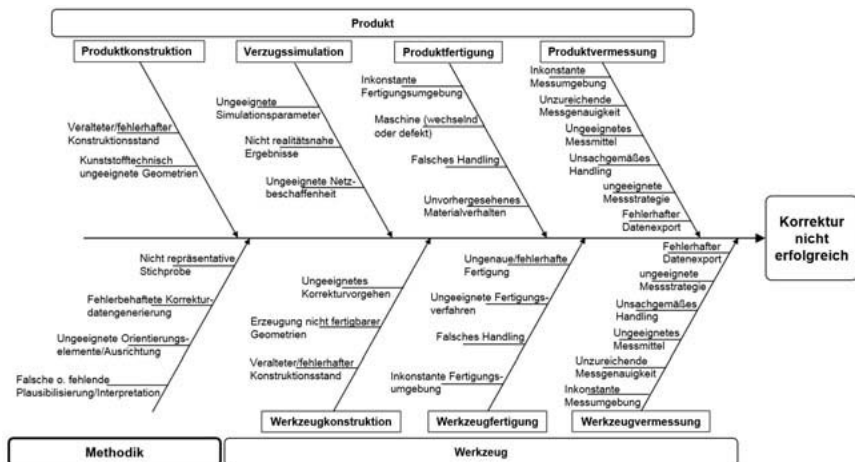 Produkt
Produktkonstruktion
Veralteter/fehlerhafter
Konstruktionsstand
Kunststofftechnisch
ungeeignete Geometrien
Verzugssimulation
Ungeeignete
Simulationsparameter
Nicht realitätsnahe
Ergebnisse
Ungeeignete Netz-
beschaffenheit
Produktfertigung
Inkonstante
Fertigungsumgebung
Maschine (wechselnd
oder defekt)
Falsches Handling
Unvorhergesehenes
Materialverhalten
Produktvermessung
Inkonstante
Messumgebung
Unzureichende
Messgenauigkeit
Ungeeignetes
Messmittel
Unsachgemäßes
Handling
ungeeignete
Messstrategie
Fehlerhafter
Datenexport
Korrektur
nicht
erfolgreich
Nicht repräsentative
Stichprobe
Fehlerbehaftete Korrektur-
datengenerierung
Ungeeignete Orientierungs-
elemente/Ausrichtung
Falsche o. fehlende
Plausibilisierung/Interpretation
Methodik
Ungeeignetes
Korrekturvorgehen
Erzeugung nicht fertigbarer
Geometrien
Veralteter/fehlerhafter
Konstruktionsstand
Werkzeugkonstruktion
Ungenaue/fehlerhafte
Fertigung
Ungeeignete Fertigungs-
verfahren
Falsches Handling
Inkonstante Fertigungs-
umgebung
Werkzeugfertigung
Fehlerhafter
Datenexport
ungeeignete
Messstrategie
Unsachgemäßes
Handling
Ungeeignetes
Messmittel
Unzureichende
Messgenauigkeit
Inkonstante
Messumgebung
Werkzeugvermessung
Werkzeug